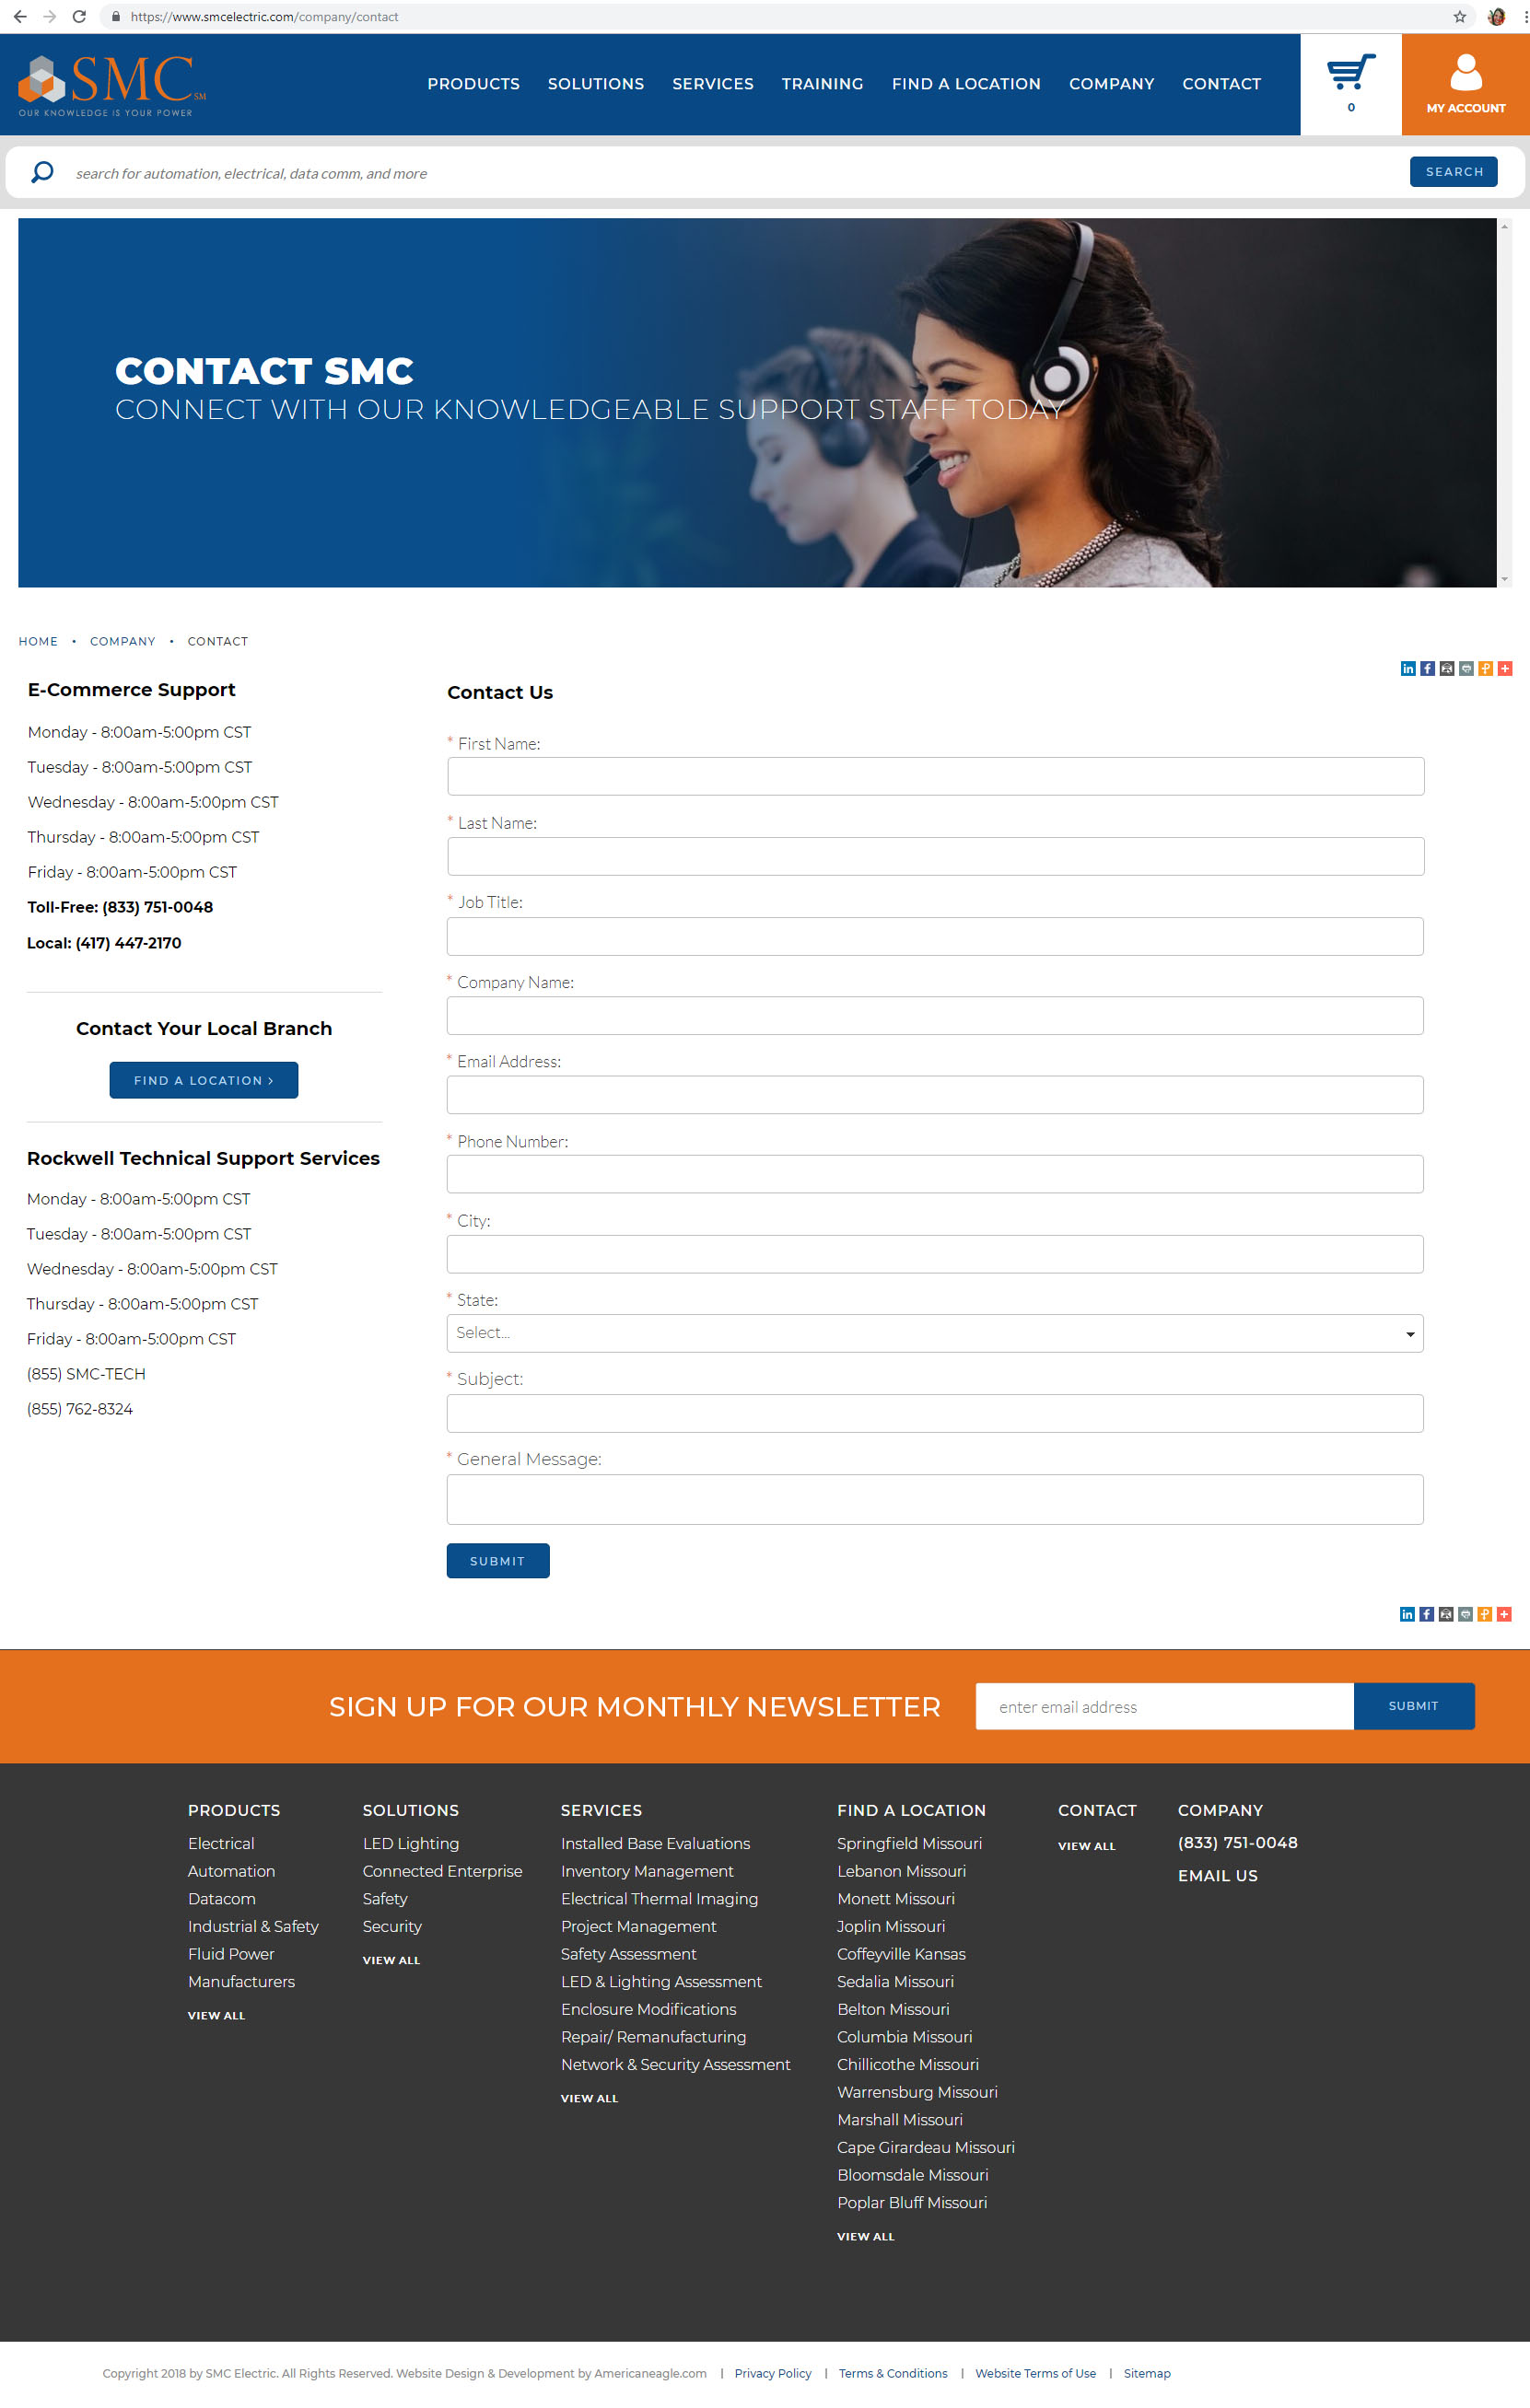 https://www.smcelectric.com/company/contact
SMC SM
OUR KNOWLEDGE IS YOUR POWER
PRODUCTS SOLUTIONS SERVICES TRAINING FIND A LOCATION COMPANY CONTACT
0
MY ACCOUNT
search for automation, electrical, data comm, and more
SEARCH
CONTACT SMC
CONNECT WITH OUR KNOWLEDGEABLE SUPPORT STAFF TODAY
HOME • COMPANY • CONTACT
E-Commerce Support
Monday - 8:00am-5:00pm CST
Tuesday - 8:00am-5:00pm CST
Wednesday - 8:00am-5:00pm CST
Thursday - 8:00am-5:00pm CST
Friday - 8:00am-5:00pm CST
Toll-Free: (833) 751-0048
Local: (417) 447-2170
Contact Your Local Branch
FIND A LOCATION >
Rockwell Technical Support Services
Monday - 8:00am-5:00pm CST
Tuesday - 8:00am-5:00pm CST
Wednesday - 8:00am-5:00pm CST
Thursday - 8:00am-5:00pm CST
Friday - 8:00am-5:00pm CST
(855) SMC-TECH
(855) 762-8324
Contact Us
* First Name:
* Last Name:
* Job Title:
* Company Name:
* Email Address:
* Phone Number:
* City:
* State:
Select...
* Subject:
* General Message:
SUBMIT
SIGN UP FOR OUR MONTHLY NEWSLETTER
enter email address
SUBMIT
PRODUCTS
Electrical
Automation
Datacom
Industrial & Safety
Fluid Power
Manufacturers
VIEW ALL
SOLUTIONS
LED Lighting
Connected Enterprise
Safety
Security
VIEW ALL
SERVICES
Installed Base Evaluations
Inventory Management
Electrical Thermal Imaging
Project Management
Safety Assessment
LED & Lighting Assessment
Enclosure Modifications
Repair/ Remanufacturing
Network & Security Assessment
VIEW ALL
FIND A LOCATION
Springfield Missouri
Lebanon Missouri
Monett Missouri
Joplin Missouri
Coffeyville Kansas
Sedalia Missouri
Belton Missouri
Columbia Missouri
Chillicothe Missouri
Warrensburg Missouri
Marshall Missouri
Cape Girardeau Missouri
Bloomsdale Missouri
Poplar Bluff Missouri
VIEW ALL
CONTACT
VIEW ALL
COMPANY
(833) 751-0048
EMAIL US
Copyright 2018 by SMC Electric. All Rights Reserved. Website Design & Development by Americaneagle.com | Privacy Policy | Terms & Conditions | Website Terms of Use | Sitemap